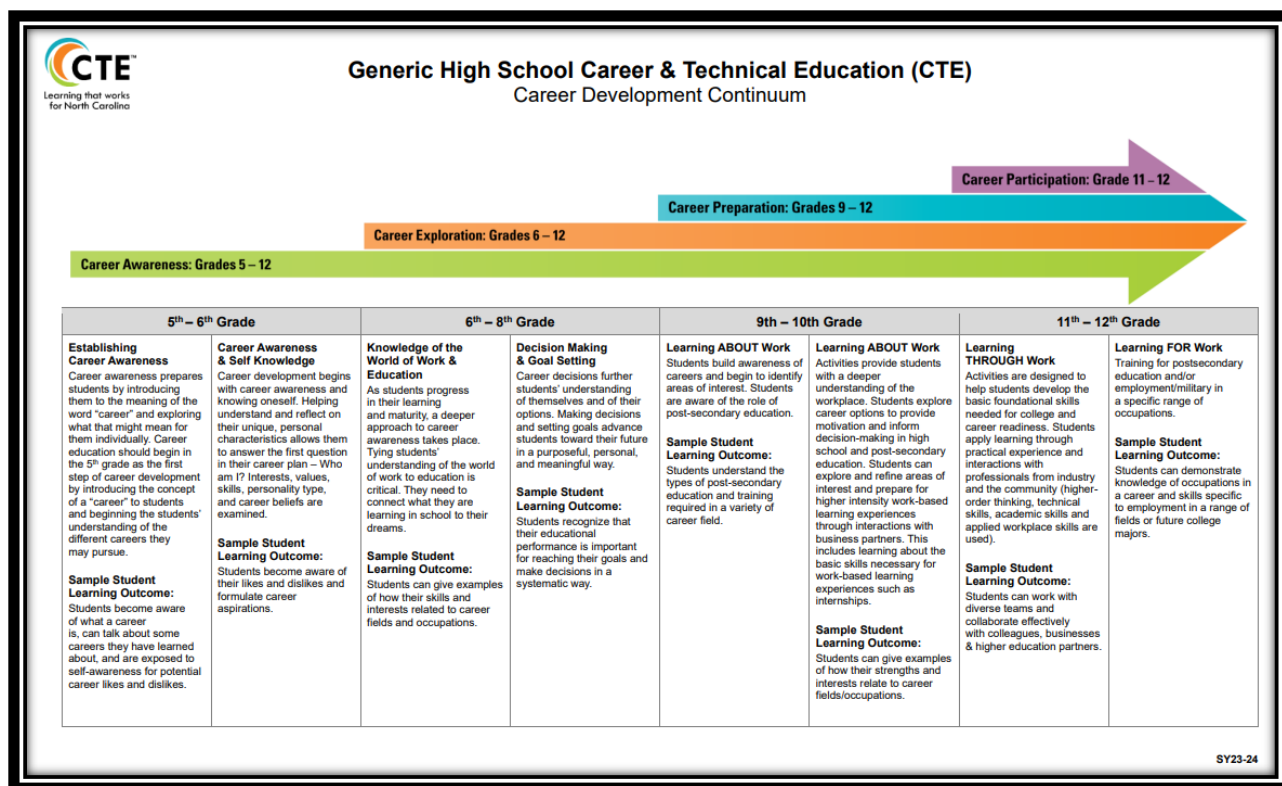 CTE™
Learning that works
for North Carolina
Generic High School Career & Technical Education (CTE)
Career Development Continuum
Career Participation: Grade 11 – 12
Career Preparation: Grades 9 – 12
Career Exploration: Grades 6 – 12
Career Awareness: Grades 5 – 12
5th – 6th Grade
Establishing
Career Awareness
Career awareness prepares
students by introducing
them to the meaning of the
word “career” and exploring
what that might mean for
them individually. Career
education should begin in
the 5th grade as the first
step of career development
by introducing the concept
of a “career” to students
and beginning the students’
understanding of the
different careers they
may pursue.
Sample Student
Learning Outcome:
Students become aware
of what a career
is, can talk about some
careers they have learned
about, and are exposed to
self-awareness for potential
career likes and dislikes.
Career Awareness
& Self Knowledge
Career development begins
with career awareness and
knowing oneself. Helping
understand and reflect on
their unique, personal
characteristics allows them
to answer the first question
in their career plan – Who
am I? Interests, values,
skills, personality type,
and career beliefs are
examined.
Sample Student
Learning Outcome:
Students become aware of
their likes and dislikes and
formulate career
aspirations.
6th – 8th Grade
Knowledge of the
World of Work &
Education
As students progress
in their learning
and maturity, a deeper
approach to career
awareness takes place.
Tying students’
understanding of the world
of work to education is
critical. They need to
connect what they are
learning in school to their
dreams.
Sample Student
Learning Outcome:
Students can give examples
of how their skills and
interests related to career
fields and occupations.
Decision Making
& Goal Setting
Career decisions further
students’ understanding
of themselves and of their
options. Making decisions
and setting goals advance
students toward their future
in a purposeful, personal,
and meaningful way.
Sample Student
Learning Outcome:
Students recognize that
their educational
performance is important
for reaching their goals and
make decisions in a
systematic way.
9th – 10th Grade
Learning ABOUT Work
Students build awareness of
careers and begin to identify
areas of interest. Students
are aware of the role of
post-secondary education.
Sample Student
Learning Outcome:
Students understand the
types of post-secondary
education and training
required in a variety of
career field.
Learning ABOUT Work
Activities provide students
with a deeper
understanding of the
workplace. Students explore
career options to provide
motivation and inform
decision-making in high
school and post-secondary
education. Students can
explore and refine areas of
interest and prepare for
higher intensity work-based
learning experiences
through interactions with
business partners. This
includes learning about the
basic skills necessary for
work-based learning
experiences such as
internships.
Sample Student
Learning Outcome:
Students can give examples
of how their strengths and
interests relate to career
fields/occupations.
11th – 12th Grade
Learning
THROUGH Work
Activities are designed to
help students develop the
basic foundational skills
needed for college and
career readiness. Students
apply learning through
practical experience and
interactions with
professionals from industry
and the community (higher-
order thinking, technical
skills, academic skills and
applied workplace skills are
used).
Sample Student
Learning Outcome:
Students can work with
diverse teams and
collaborate effectively
with colleagues, businesses
& higher education partners.
Learning FOR Work
Training for postsecondary
education and/or
employment/military in
a specific range of
occupations.
Sample Student
Learning Outcome:
Students can demonstrate
knowledge of occupations in
a career and skills specific
to employment in a range of
fields or future college
majors.
SY23-24